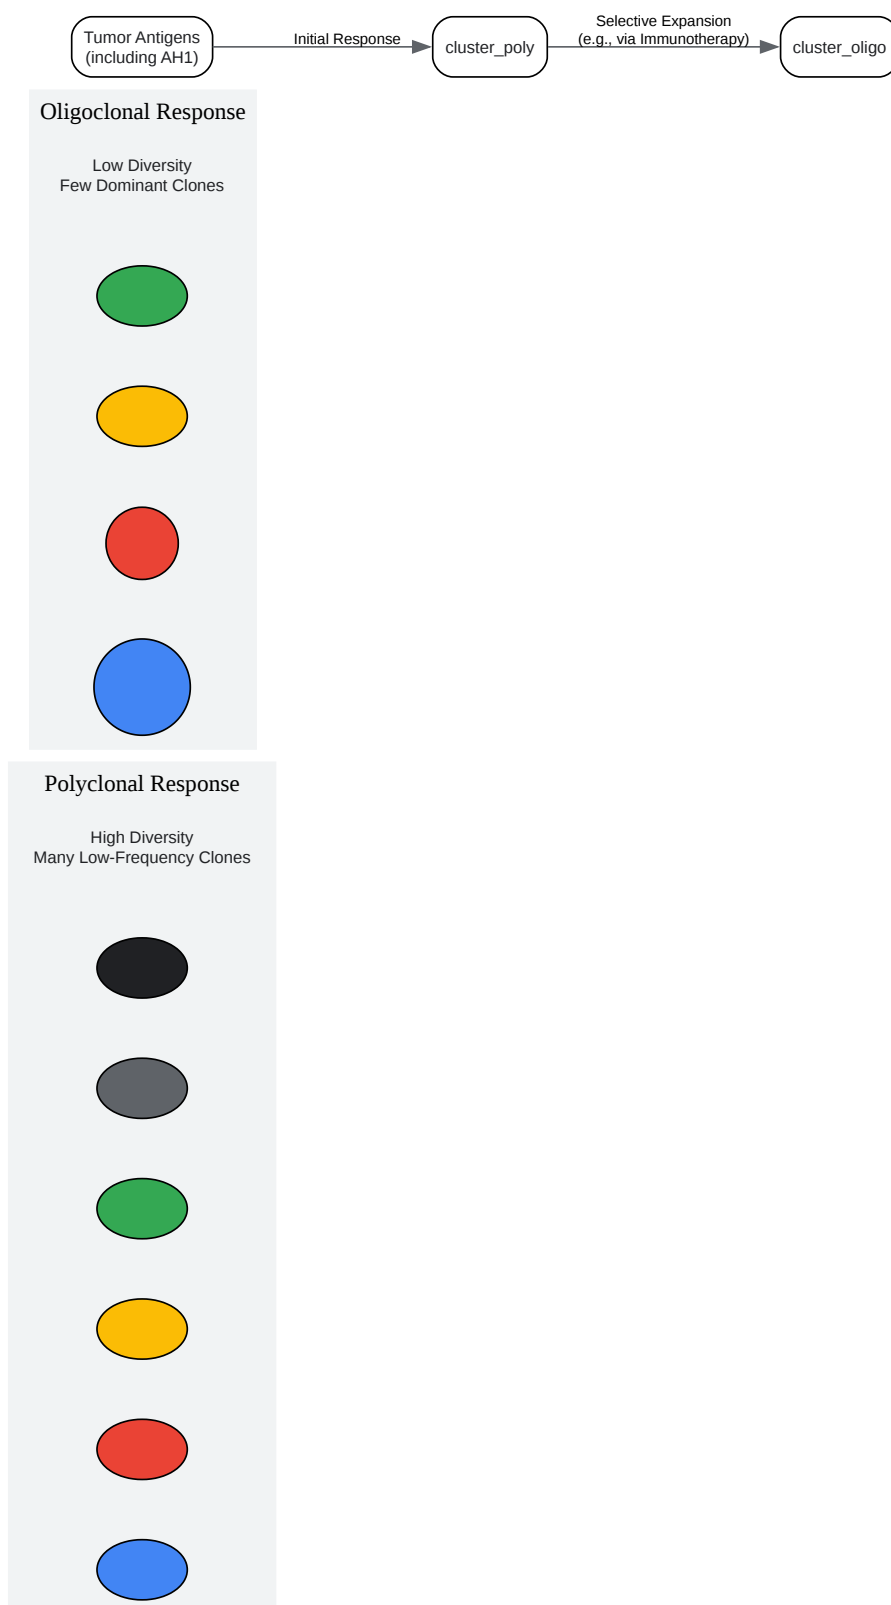 Tumor Antigens
(including AH1)
Initial Response
cluster_poly
Selective Expansion
(e.g., via Immunotherapy)
cluster_oligo
Oligoclonal Response
Low Diversity
Few Dominant Clones
Polyclonal Response
High Diversity
Many Low-Frequency Clones